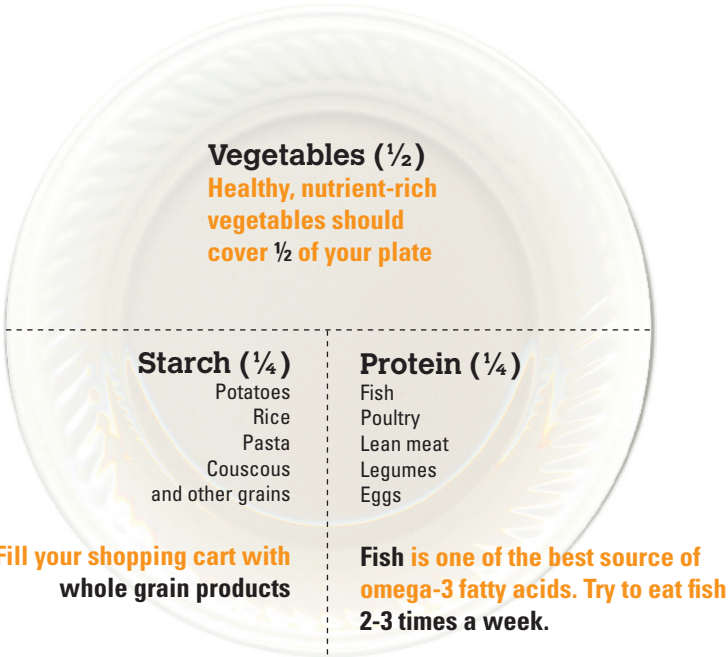 Vegetables (½)
Healthy, nutrient-rich
vegetables should
cover ½ of your plate
Starch (¼)
Potatoes
Rice
Pasta
Couscous
and other grains
Fill your shopping cart with
whole grain products
Protein (¼)
Fish
Poultry
Lean meat
Legumes
Eggs
Fish is one of the best source of
omega-3 fatty acids. Try to eat fish
2-3 times a week.